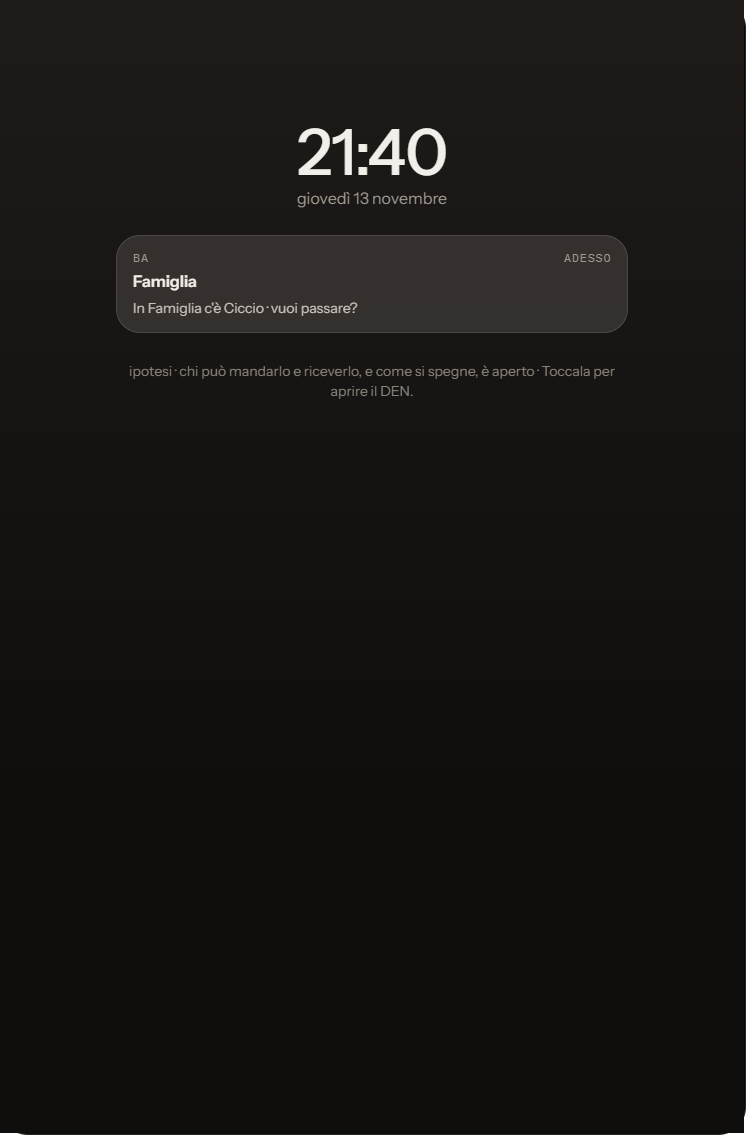 21:40
giovedì 13 novembre
BA ADESSO
Famiglia
In Famiglia c'è Ciccio · vuoi passare?
ipotesi · chi può mandarlo e riceverlo, e come si spegne, è aperto · Toccala per
aprire il DEN.